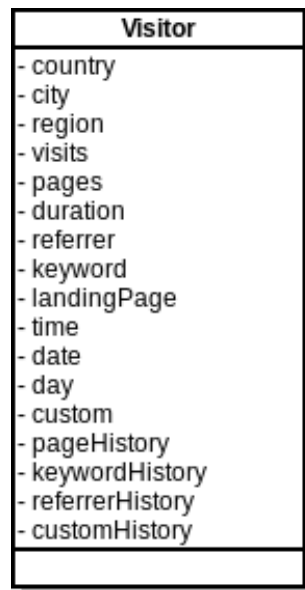 Visitor
- country
- city
- region
- visits
- pages
- duration
- referrer
- keyword
- landingPage
- time
- date
- day
- custom
- pageHistory
- keywordHistory
- referrerHistory
- customHistory